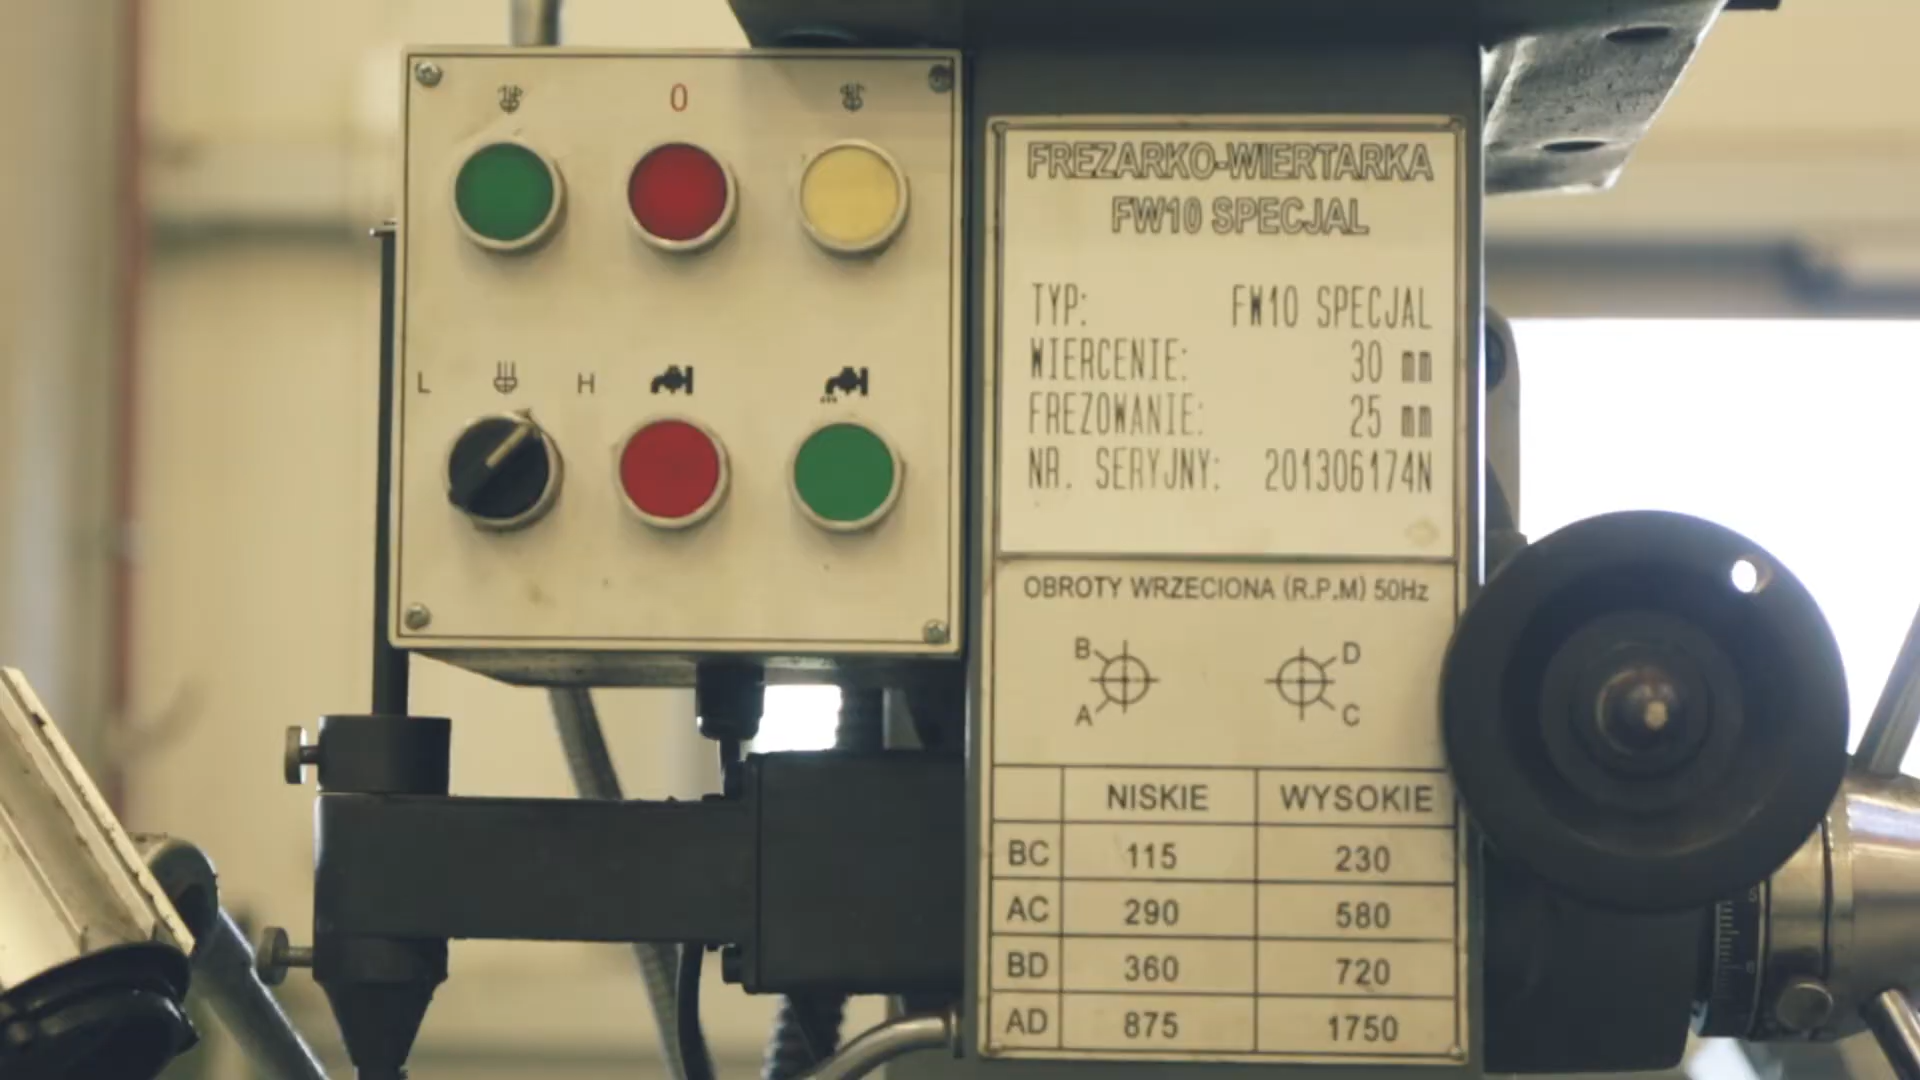 0
L H
FREZARKO-WIERTARKA
FW10 SPECJAL
TYP: FW10 SPECJAL
WIERCENIE: 30 mm
FREZOWANIE: 25 mm
NR. SERYJNY: 201306174N
OBROTY WRZECIONA (R.P.M) 50Hz
B D
A C
NISKIE WYSOKIE
BC 115 230
AC 290 580
BD 360 720
AD 875 1750